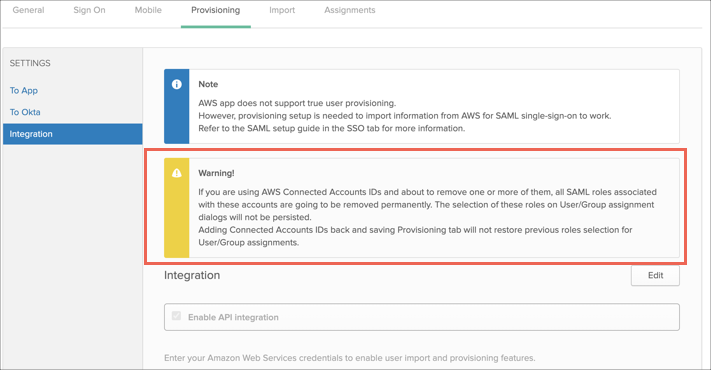 General Sign On Mobile Provisioning Import Assignments
SETTINGS
To App
To Okta
Integration
Note
AWS app does not support true user provisioning.
However, provisioning setup is needed to import information from AWS for SAML single-sign-on to work.
Refer to the SAML setup guide in the SSO tab for more information.
Warning!
If you are using AWS Connected Accounts IDs and about to remove one or more of them, all SAML roles associated
with these accounts are going to be removed permanently. The selection of these roles on User/Group assignment
dialogs will not be persisted.
Adding Connected Accounts IDs back and saving Provisioning tab will not restore previous roles selection for
User/Group assignments.
Integration Edit
Enable API integration
Enter your Amazon Web Services credentials to enable user import and provisioning features.